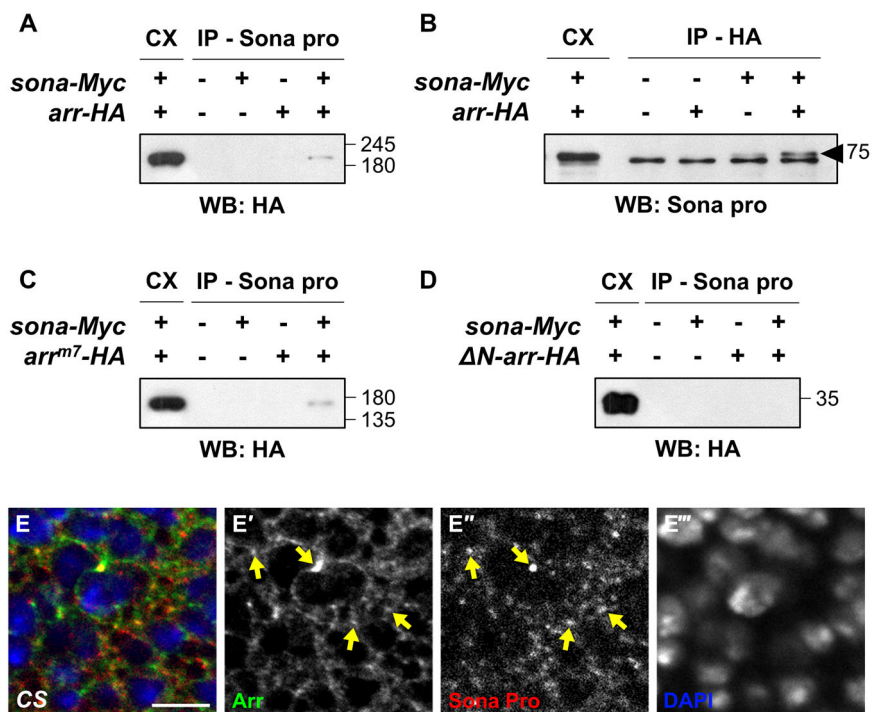 A
CX IP - Sona pro
sona-Myc + - + - +
arr-HA + - - + +
245
180
WB: HA
B
CX IP - HA
sona-Myc + - - + +
arr-HA + - + - +
75
WB: Sona pro
C
CX IP - Sona pro
sona-Myc + - + - +
arrm7-HA + - - + +
180
135
WB: HA
D
CX IP - Sona pro
sona-Myc + - + - +
ΔN-arr-HA + - - + +
35
WB: HA
E
CS
E′
Arr
E″
Sona Pro
E‴
DAPI